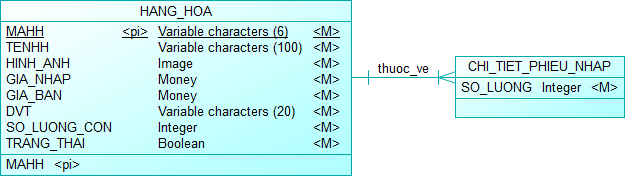 HANG_HOA
MAHH <pi> Variable characters (6) <M>
TENHH Variable characters (100) <M>
HINH_ANH Image <M>
GIA_NHAP Money <M>
GIA_BAN Money <M>
DVT Variable characters (20) <M>
SO_LUONG_CON Integer <M>
TRANG_THAI Boolean <M>
MAHH <pi>
thuoc_ve
CHI_TIET_PHIEU_NHAP
SO_LUONG Integer <M>